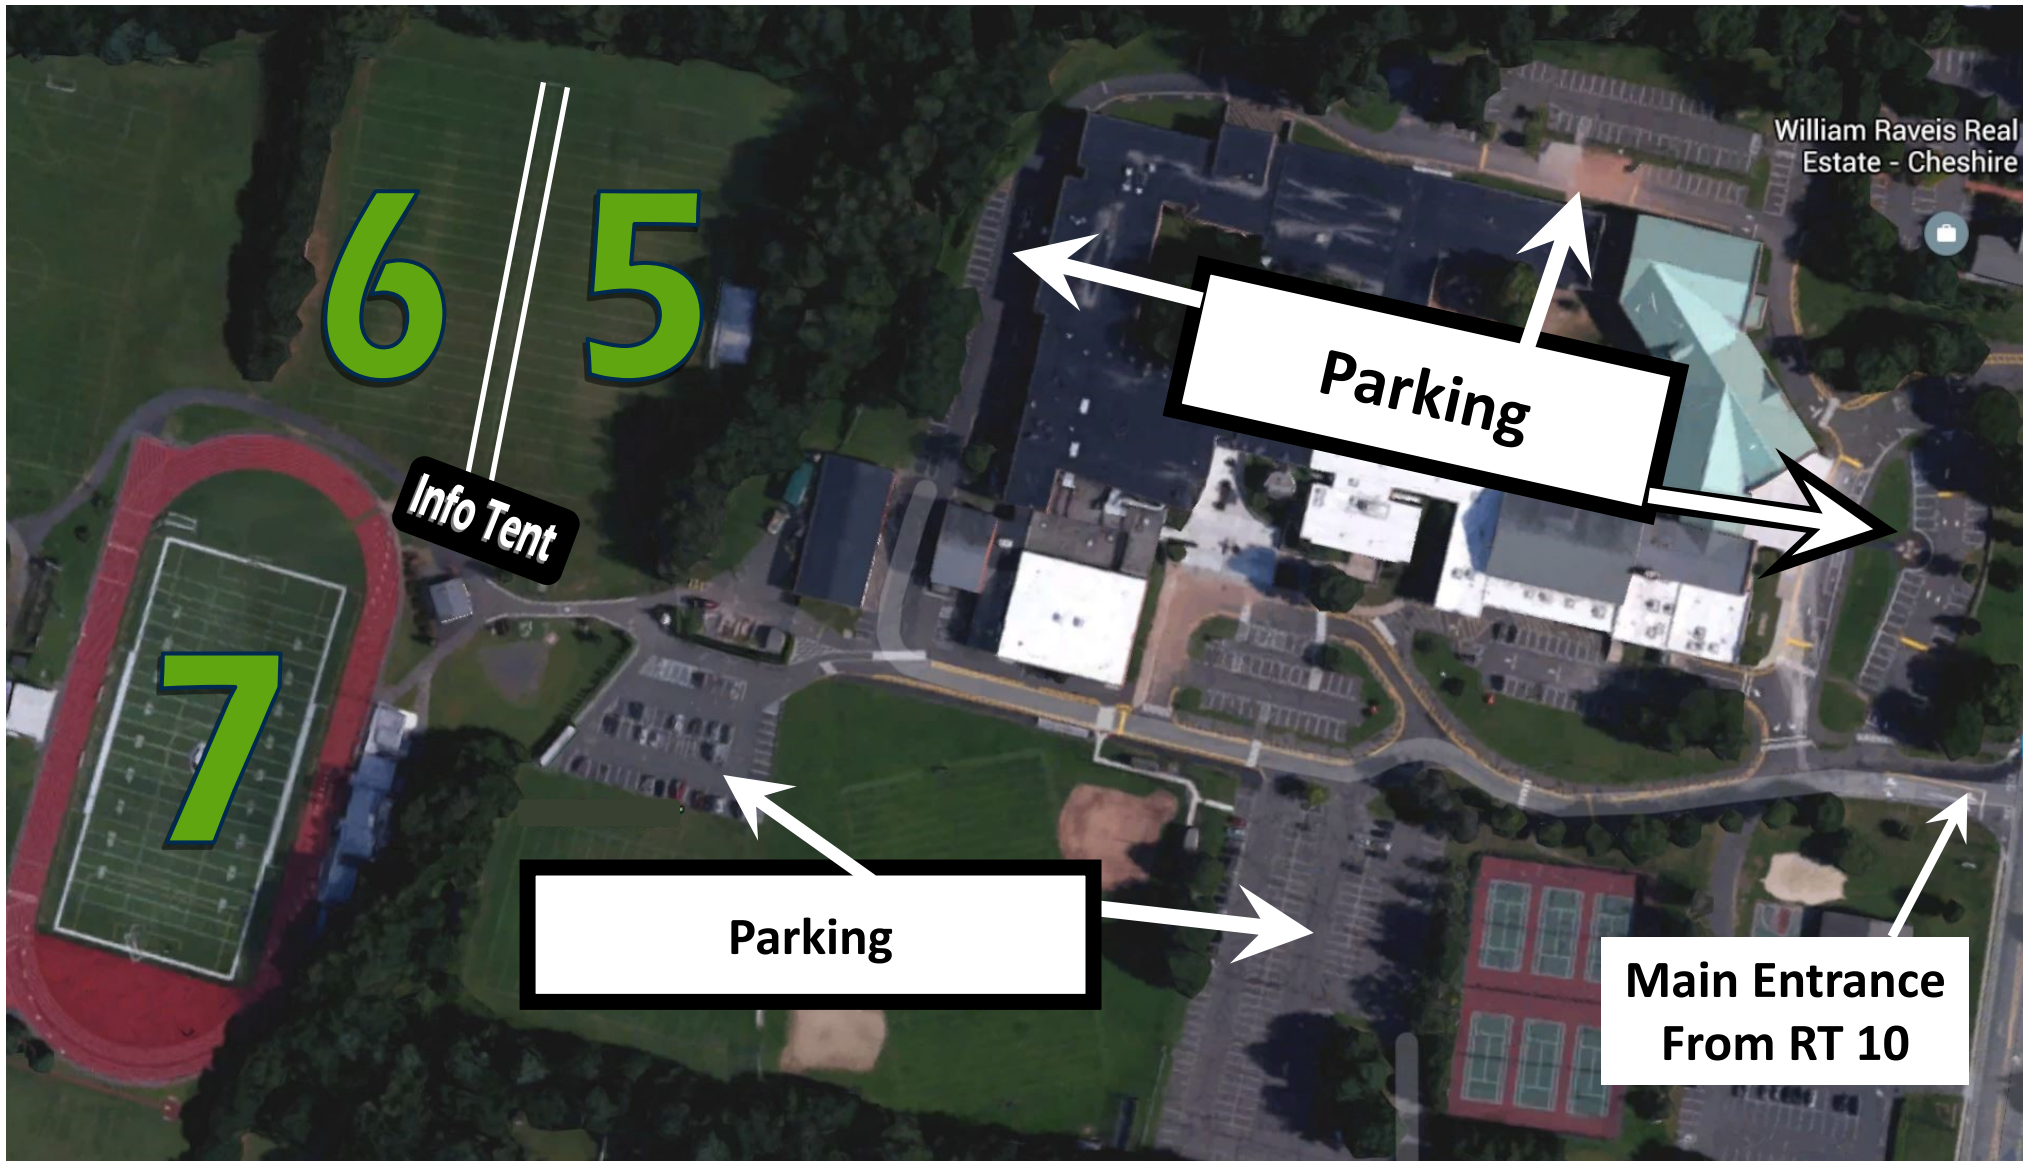 William Raveis Real
Estate - Cheshire
6
5
Parking
Info Tent
7
Parking
Main Entrance
From RT 10